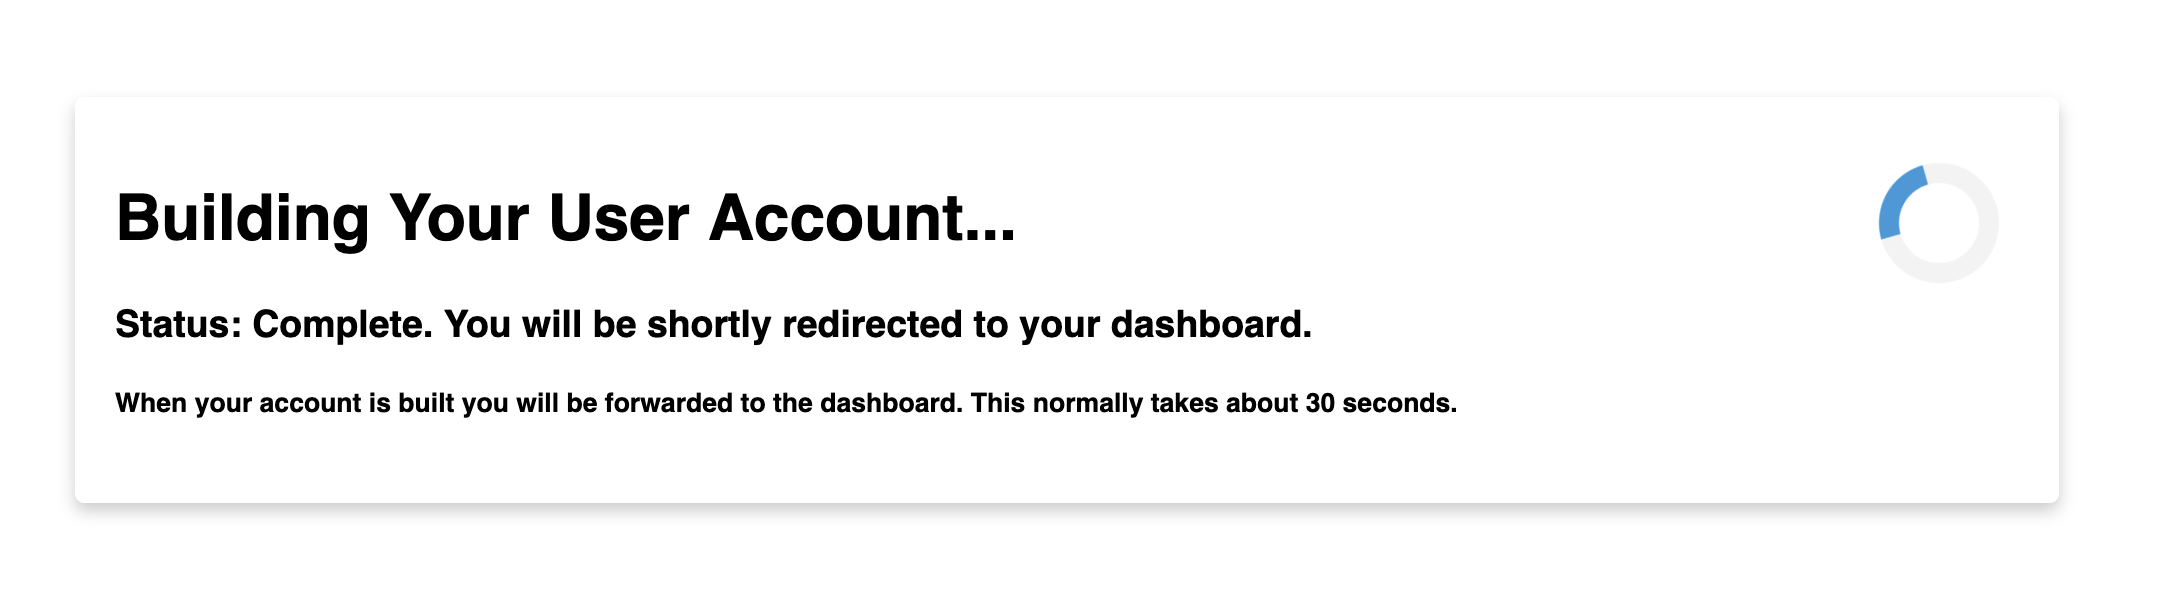 Building Your User Account...
Status: Complete. You will be shortly redirected to your dashboard.
When your account is built you will be forwarded to the dashboard. This normally takes about 30 seconds.